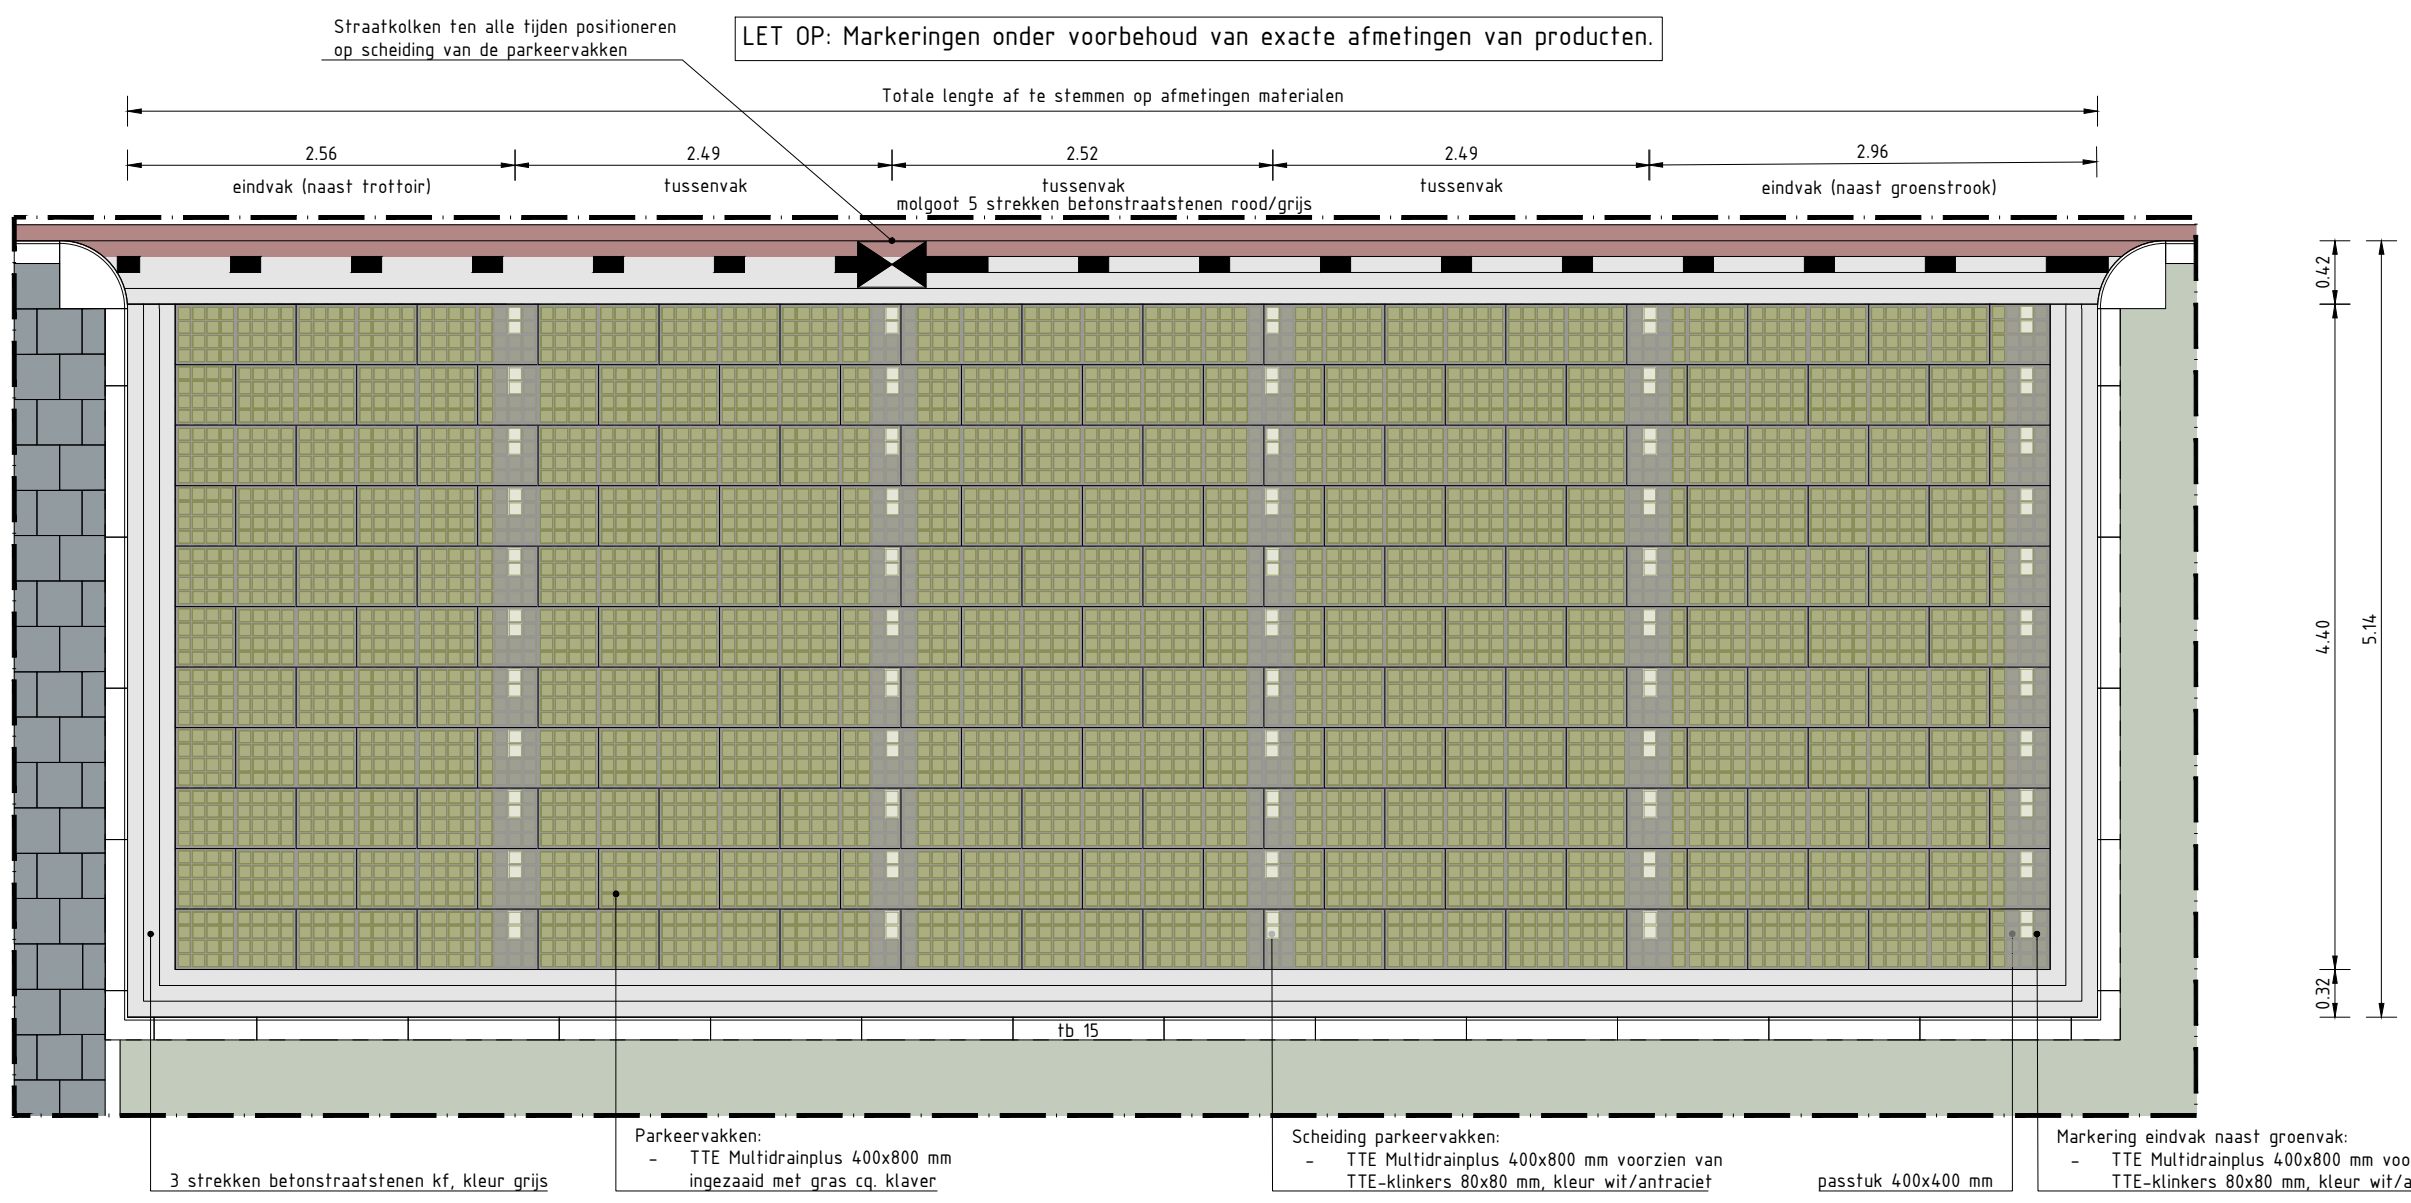 Straatkolken ten alle tijden positioneren
op scheiding van de parkeervakken
LET OP: Markeringen onder voorbehoud van exacte afmetingen van producten.
Totale lengte af te stemmen op afmetingen materialen
2.56
2.49
2.52
2.49
2.96
eindvak (naast trottoir)
tussenvak
tussenvak
tussenvak
eindvak (naast groenstrook)
molgoot 5 strekken betonstraatstenen rood/grijs
0.42
4.40
5.14
0.32
tb 15
3 strekken betonstraatstenen kf, kleur grijs
Parkeervakken:
- TTE Multidrainplus 400x800 mm
ingezaaid met gras cq. klaver
Scheiding parkeervakken:
- TTE Multidrainplus 400x800 mm voorzien van
TTE-klinkers 80x80 mm, kleur wit/antraciet
passtuk 400x400 mm
Markering eindvak naast groenvak:
- TTE Multidrainplus 400x800 mm voo
TTE-klinkers 80x80 mm, kleur wit/a